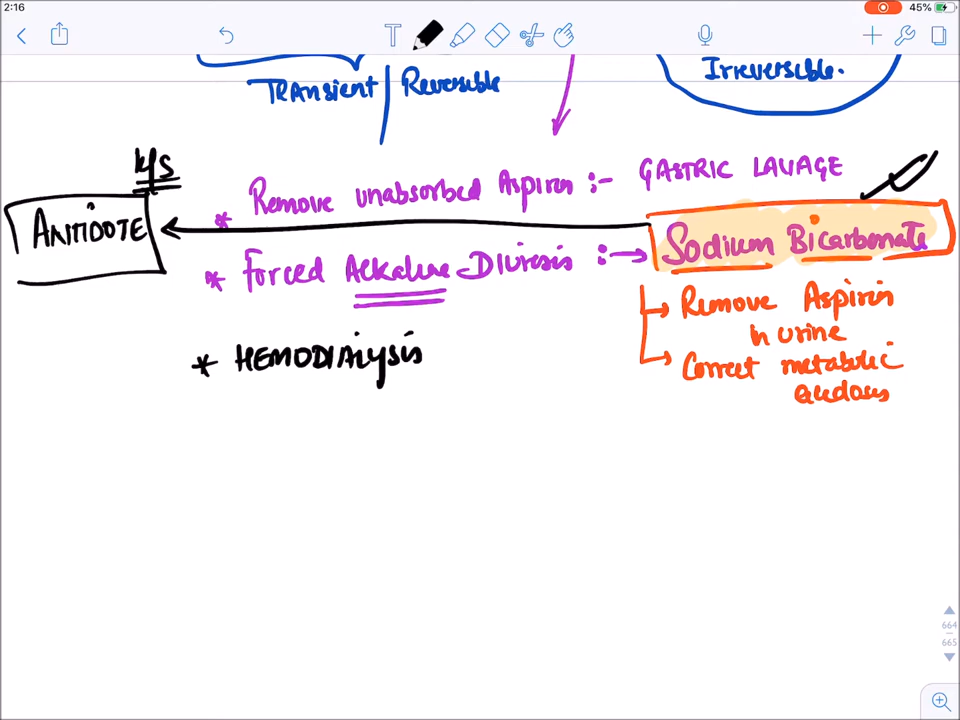 2:16
45%
T
Transient | Reversible
Irreversible.
* Remove unabsorbed Aspirin :- GASTRIC LAVAGE
ANTIDOTE
Sodium Bicarbonate
* Forced Alkaline Diuresis :-
Remove Aspirin
in urine
* HEMODIALYSIS
Correct metabolic
acidosis
664
665